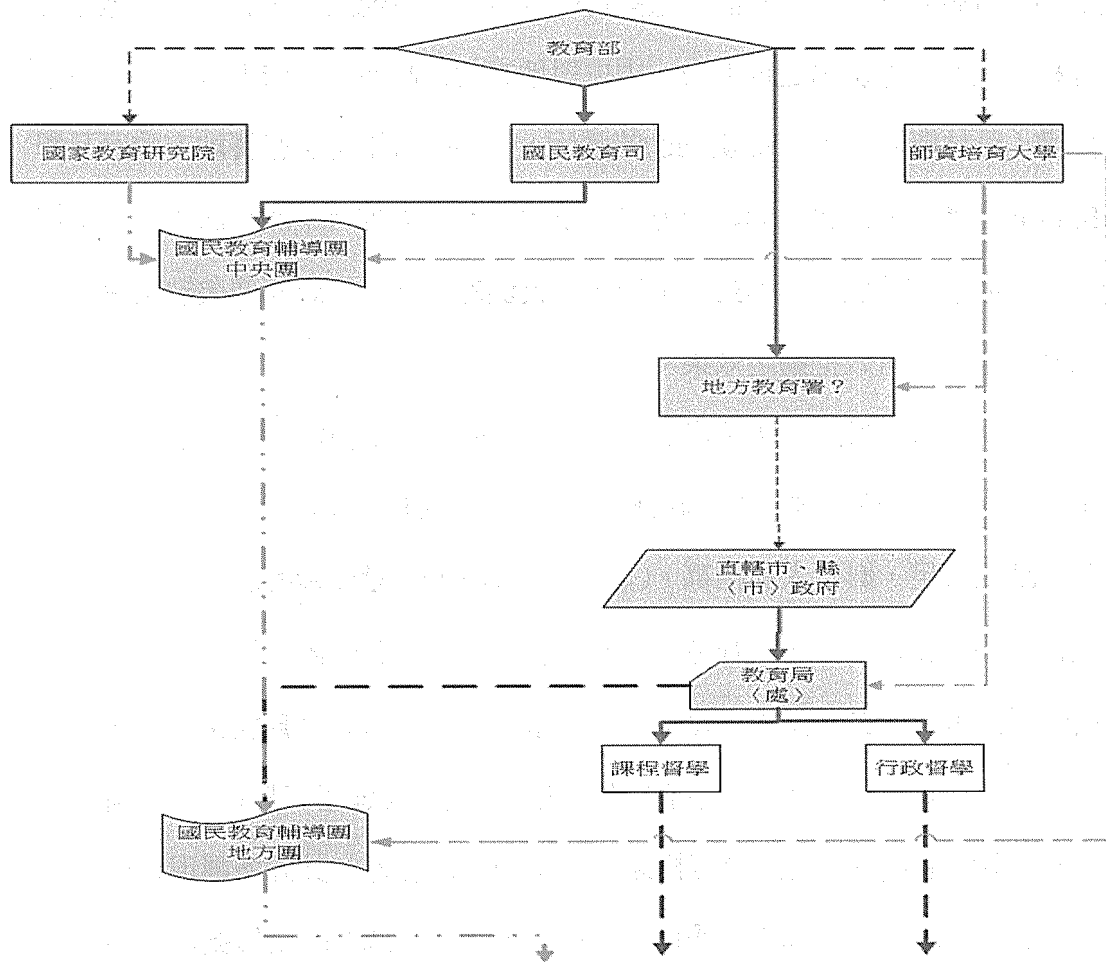 教育部
國家教育研究院
國民教育司
師資培育大學
國民教育輔導團
中央團
地方教育署？
直轄市、縣
〈市〉政府
教育局
〈處〉
課程督學
行政督學
國民教育輔導團
地方團